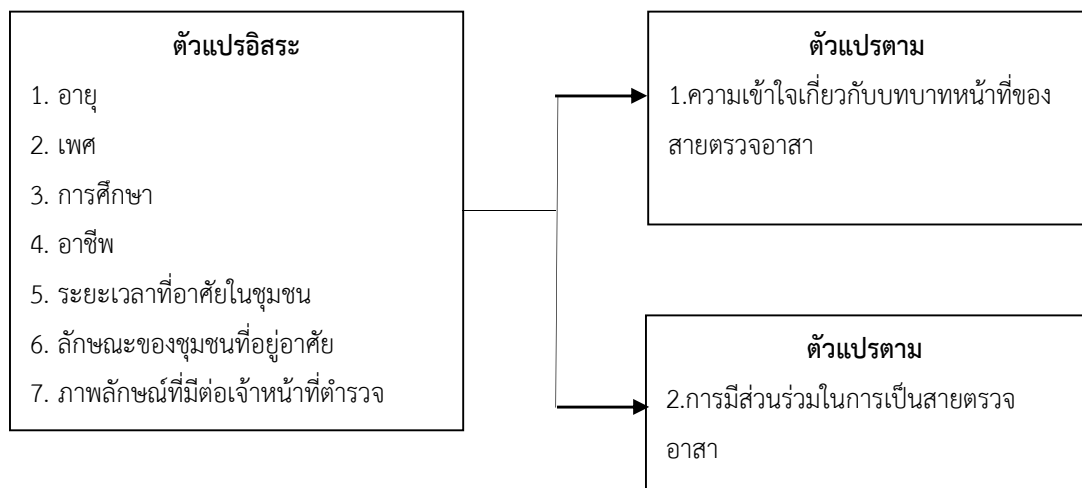 ตัวแปรอิสระ
1. อายุ
2. เพศ
3. การศึกษา
4. อาชีพ
5. ระยะเวลาที่อาศัยในชุมชน
6. ลักษณะของชุมชนที่อยู่อาศัย
7. ภาพลักษณ์ที่มีต่อเจ้าหน้าที่ตำรวจ
ตัวแปรตาม
1.ความเข้าใจเกี่ยวกับบทบาทหน้าที่ของ
สายตรวจอาสา
ตัวแปรตาม
2.การมีส่วนร่วมในการเป็นสายตรวจ
อาสา